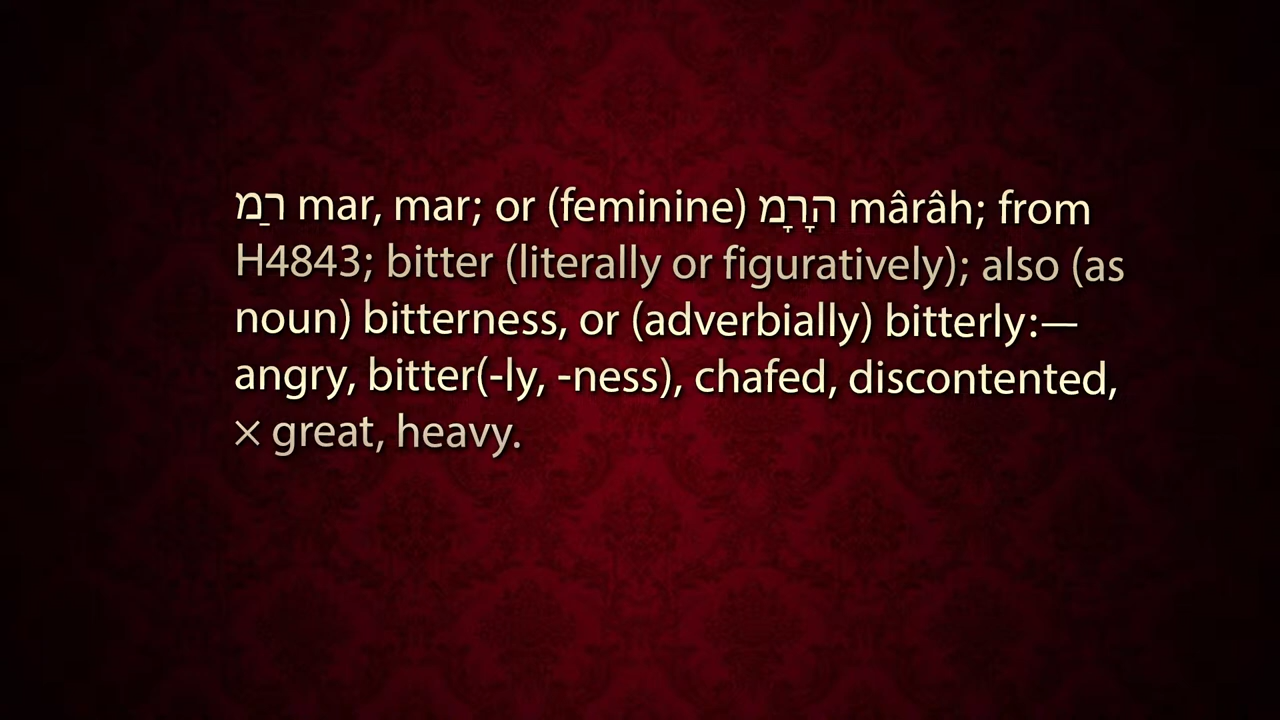 רַמ mar, mar; or (feminine) הָרָמ mârâh; from
H4843; bitter (literally or figuratively); also (as
noun) bitterness, or (adverbially) bitterly:—
angry, bitter(-ly, -ness), chafed, discontented,
× great, heavy.